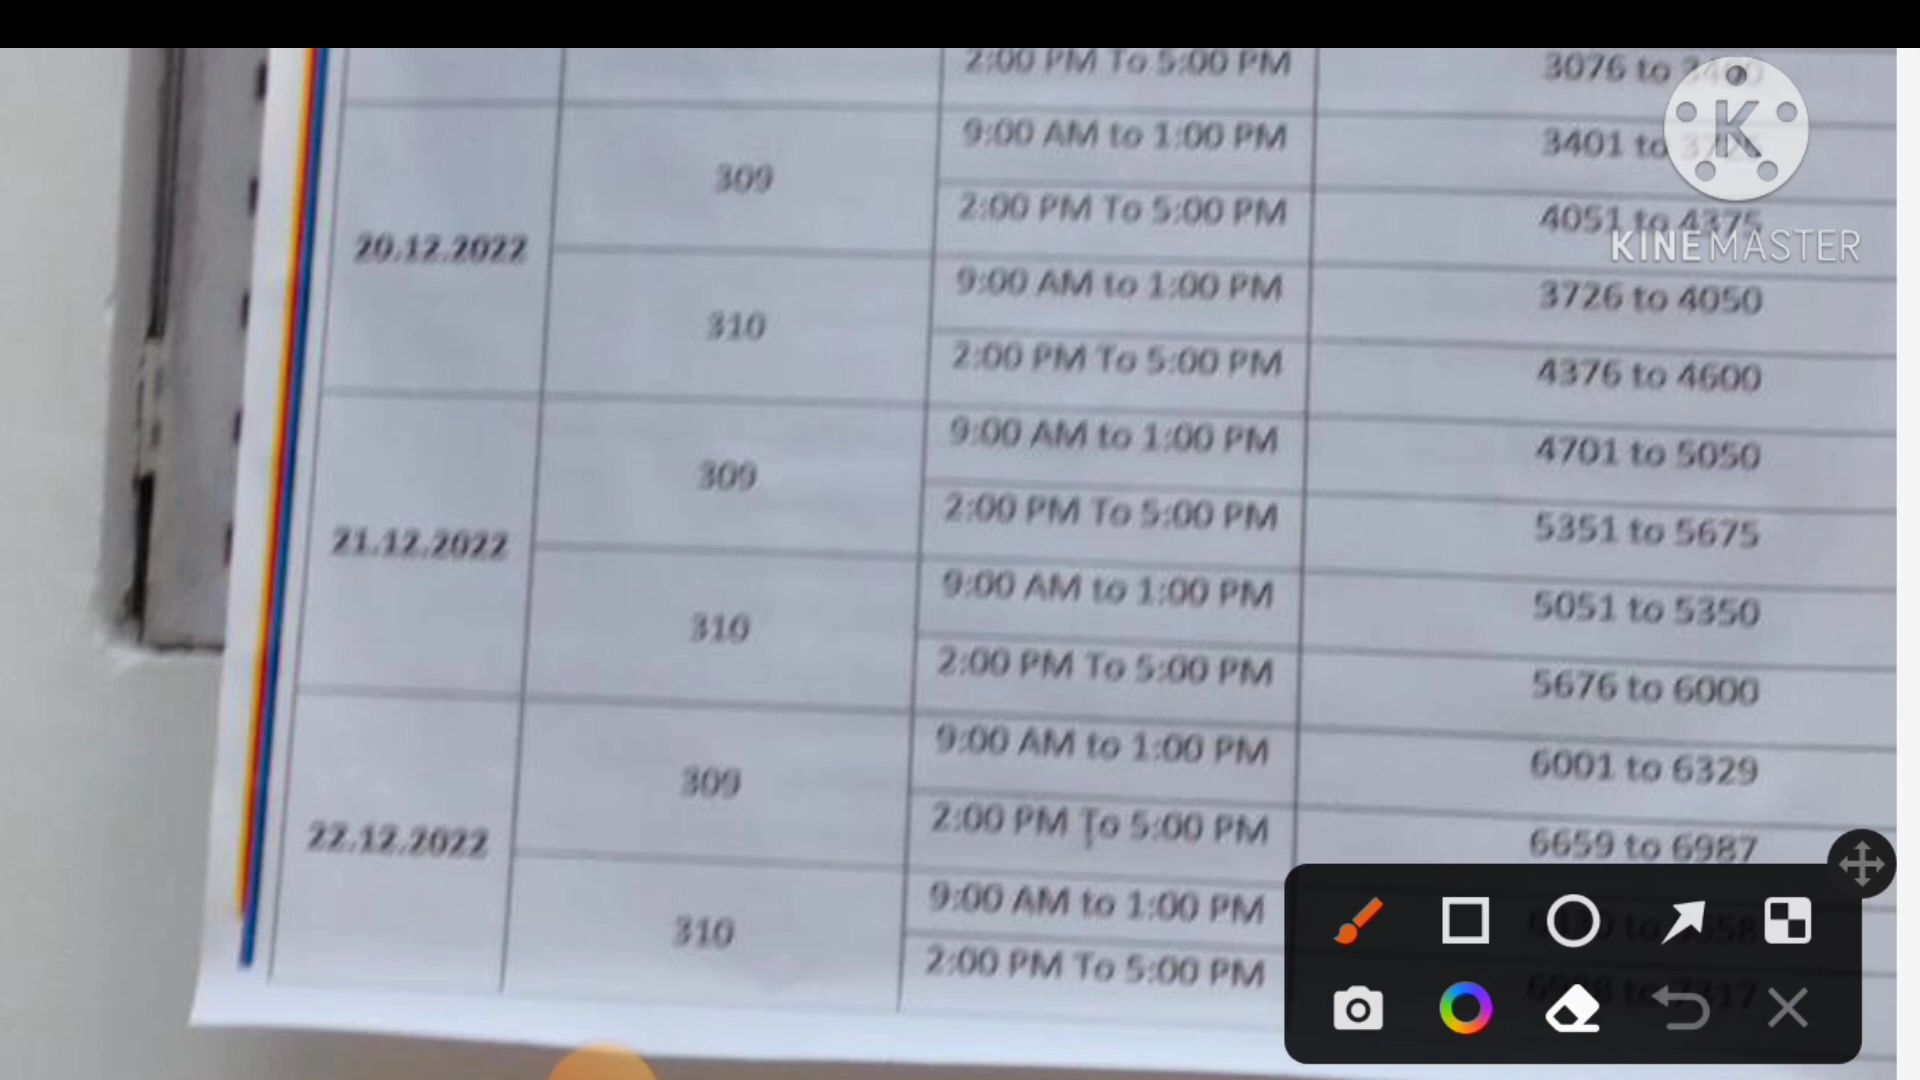 2:00 PM To 5:00 PM 3076 to
9:00 AM to 1:00 PM 3401 to
309
2:00 PM To 5:00 PM 4051 to 4375
20.12.2022
KINEMASTER
9:00 AM to 1:00 PM 3726 to 4050
310
2:00 PM To 5:00 PM 4376 to 4600
9:00 AM to 1:00 PM 4701 to 5050
309
2:00 PM To 5:00 PM 5351 to 5675
21.12.2022
9:00 AM to 1:00 PM 5051 to 5350
310
2:00 PM To 5:00 PM 5676 to 6000
9:00 AM to 1:00 PM 6001 to 6329
309
2:00 PM To 5:00 PM 6659 to 6987
22.12.2022
9:00 AM to 1:00 PM
310
2:00 PM To 5:00 PM